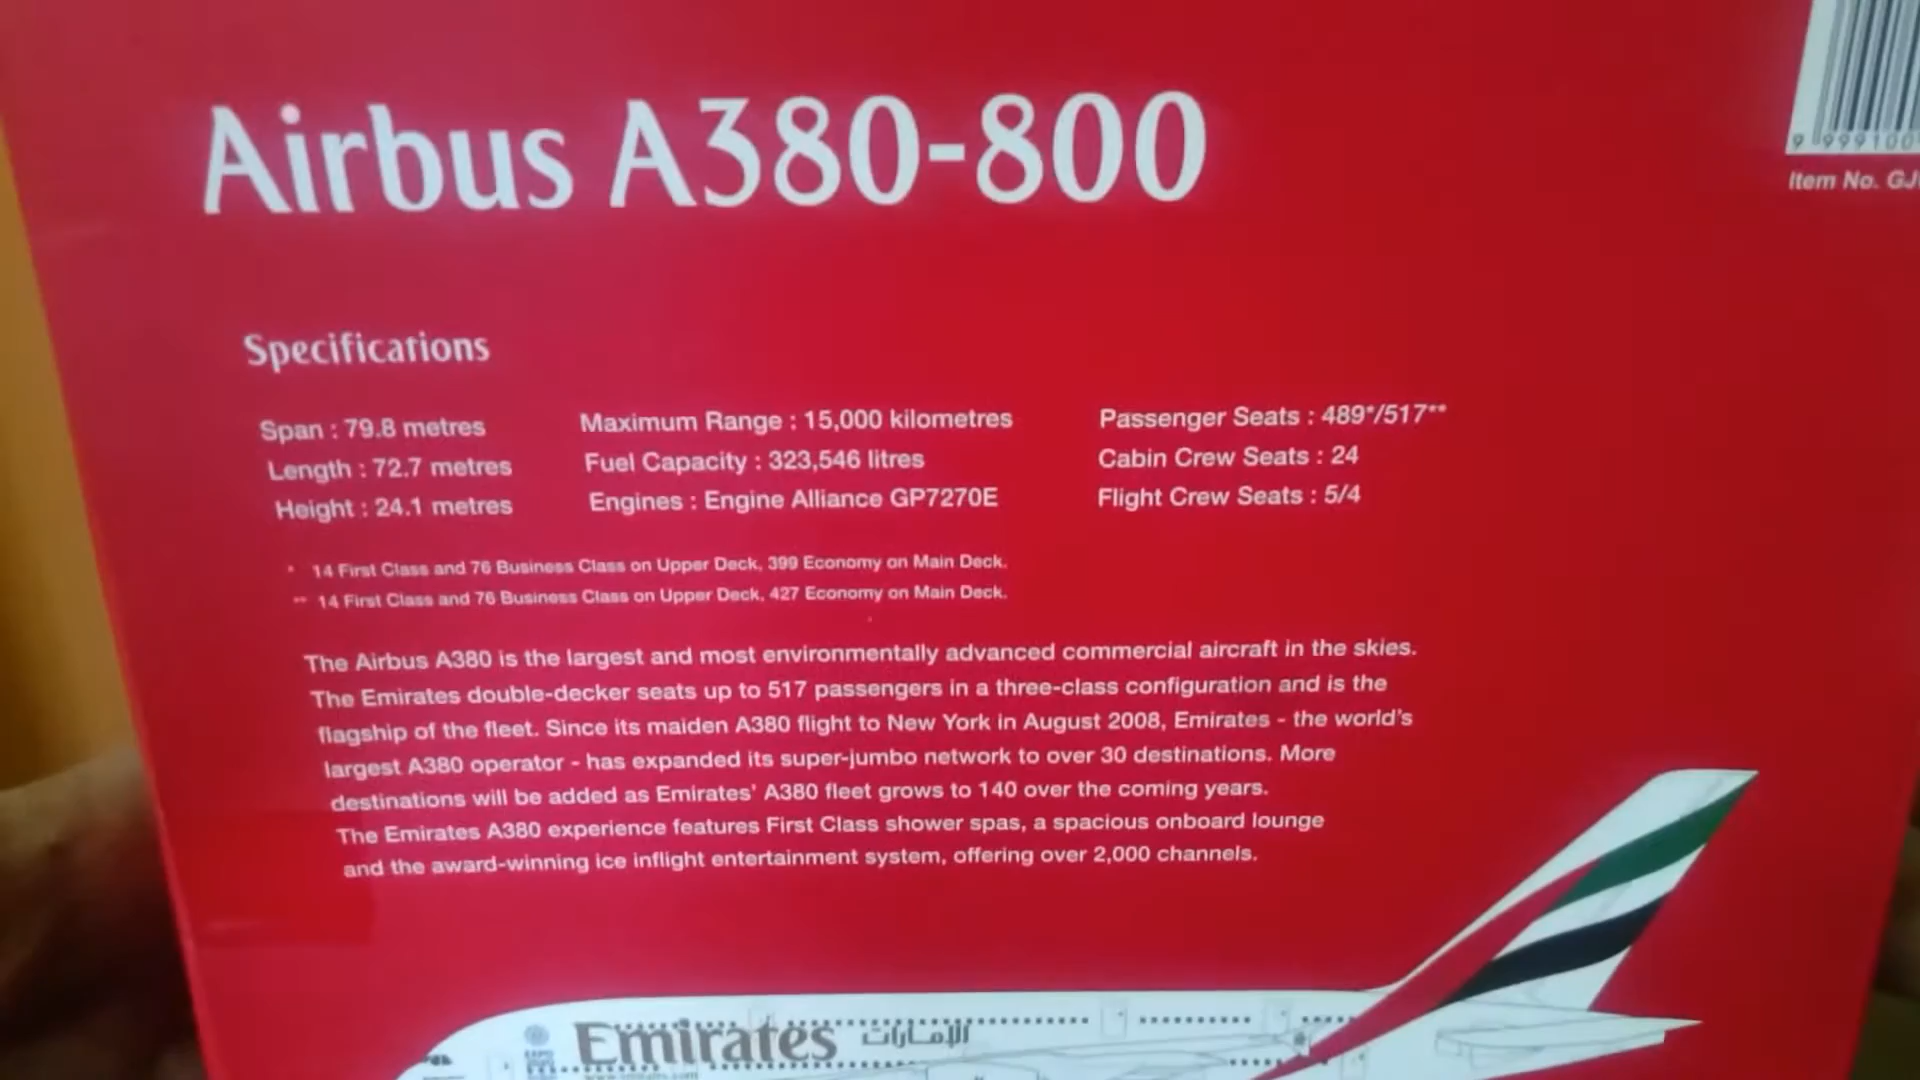 9 999100
Item No. GJ
Airbus A380-800
Specifications
Span : 79.8 metres
Length : 72.7 metres
Height : 24.1 metres
Maximum Range : 15,000 kilometres
Fuel Capacity : 323,546 litres
Engines : Engine Alliance GP7270E
Passenger Seats : 489*/517**
Cabin Crew Seats : 24
Flight Crew Seats : 5/4
* 14 First Class and 76 Business Class on Upper Deck, 399 Economy on Main Deck.
** 14 First Class and 76 Business Class on Upper Deck, 427 Economy on Main Deck.
The Airbus A380 is the largest and most environmentally advanced commercial aircraft in the skies.
The Emirates double-decker seats up to 517 passengers in a three-class configuration and is the
flagship of the fleet. Since its maiden A380 flight to New York in August 2008, Emirates - the world's
largest A380 operator - has expanded its super-jumbo network to over 30 destinations. More
destinations will be added as Emirates' A380 fleet grows to 140 over the coming years.
The Emirates A380 experience features First Class shower spas, a spacious onboard lounge
and the award-winning ice inflight entertainment system, offering over 2,000 channels.
Emirates الإمارات